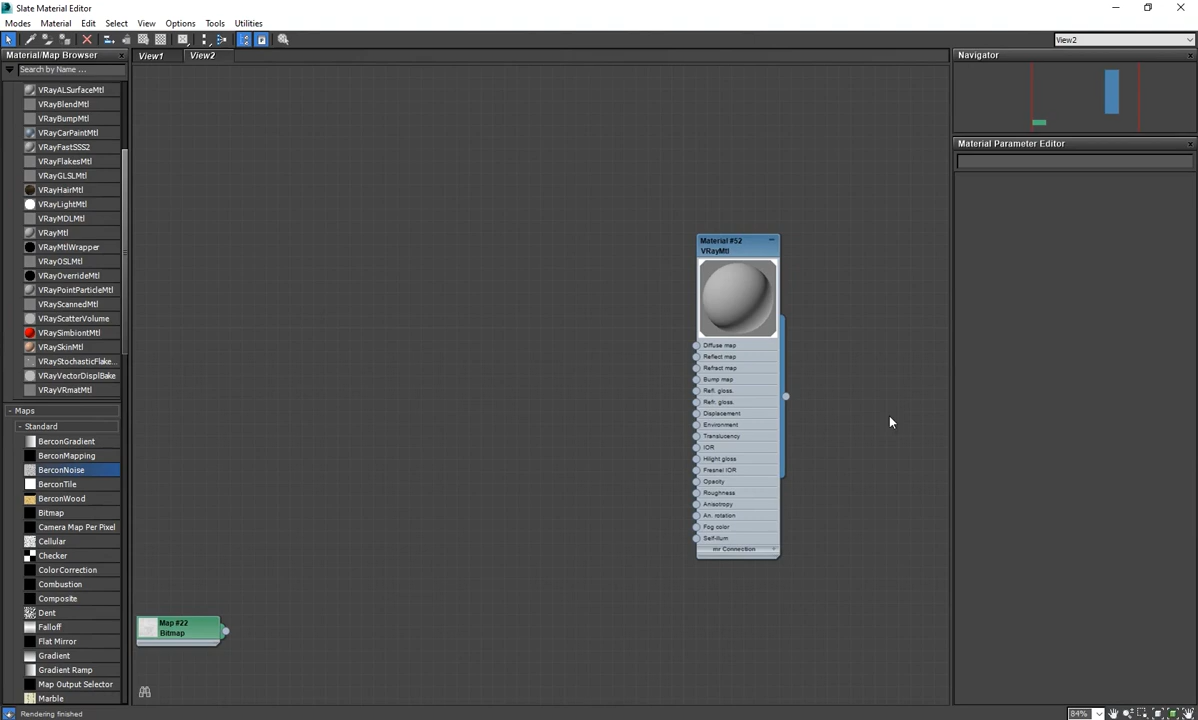 Slate Material Editor
Modes Material Edit Select View Options Tools Utilities
View2
Material/Map Browser
View1 View2
Navigator
Search by Name ...
VRayALSurfaceMtl
VRayBlendMtl
VRayBumpMtl
VRayCarPaintMtl
VRayFastSSS2
VRayFlakesMtl
VRayGLSLMtl
VRayHairMtl
VRayLightMtl
VRayMDLMtl
VRayMtl
VRayMtlWrapper
VRayOSLMtl
VRayOverrideMtl
VRayPointParticleMtl
VRayScannedMtl
VRayScatterVolume
VRaySimbiontMtl
VRaySkinMtl
VRayStochasticFlake...
VRayVectorDisplBake
VRayVRmatMtl
- Maps
- Standard
BerconGradient
BerconMapping
BerconNoise
BerconTile
BerconWood
Bitmap
Camera Map Per Pixel
Cellular
Checker
ColorCorrection
Combustion
Composite
Dent
Falloff
Flat Mirror
Gradient
Gradient Ramp
Map Output Selector
Marble
Map #22
Bitmap
Material #52
VRayMtl
Diffuse map
Reflect map
Refract map
Bump map
Refl. gloss.
Refr. gloss.
Displacement
Environment
Translucency
IOR
Hilight gloss
Fresnel IOR
Opacity
Roughness
Anisotropy
An. rotation
Fog color
Self-illum
mr Connection +
Material Parameter Editor
Rendering finished
84%